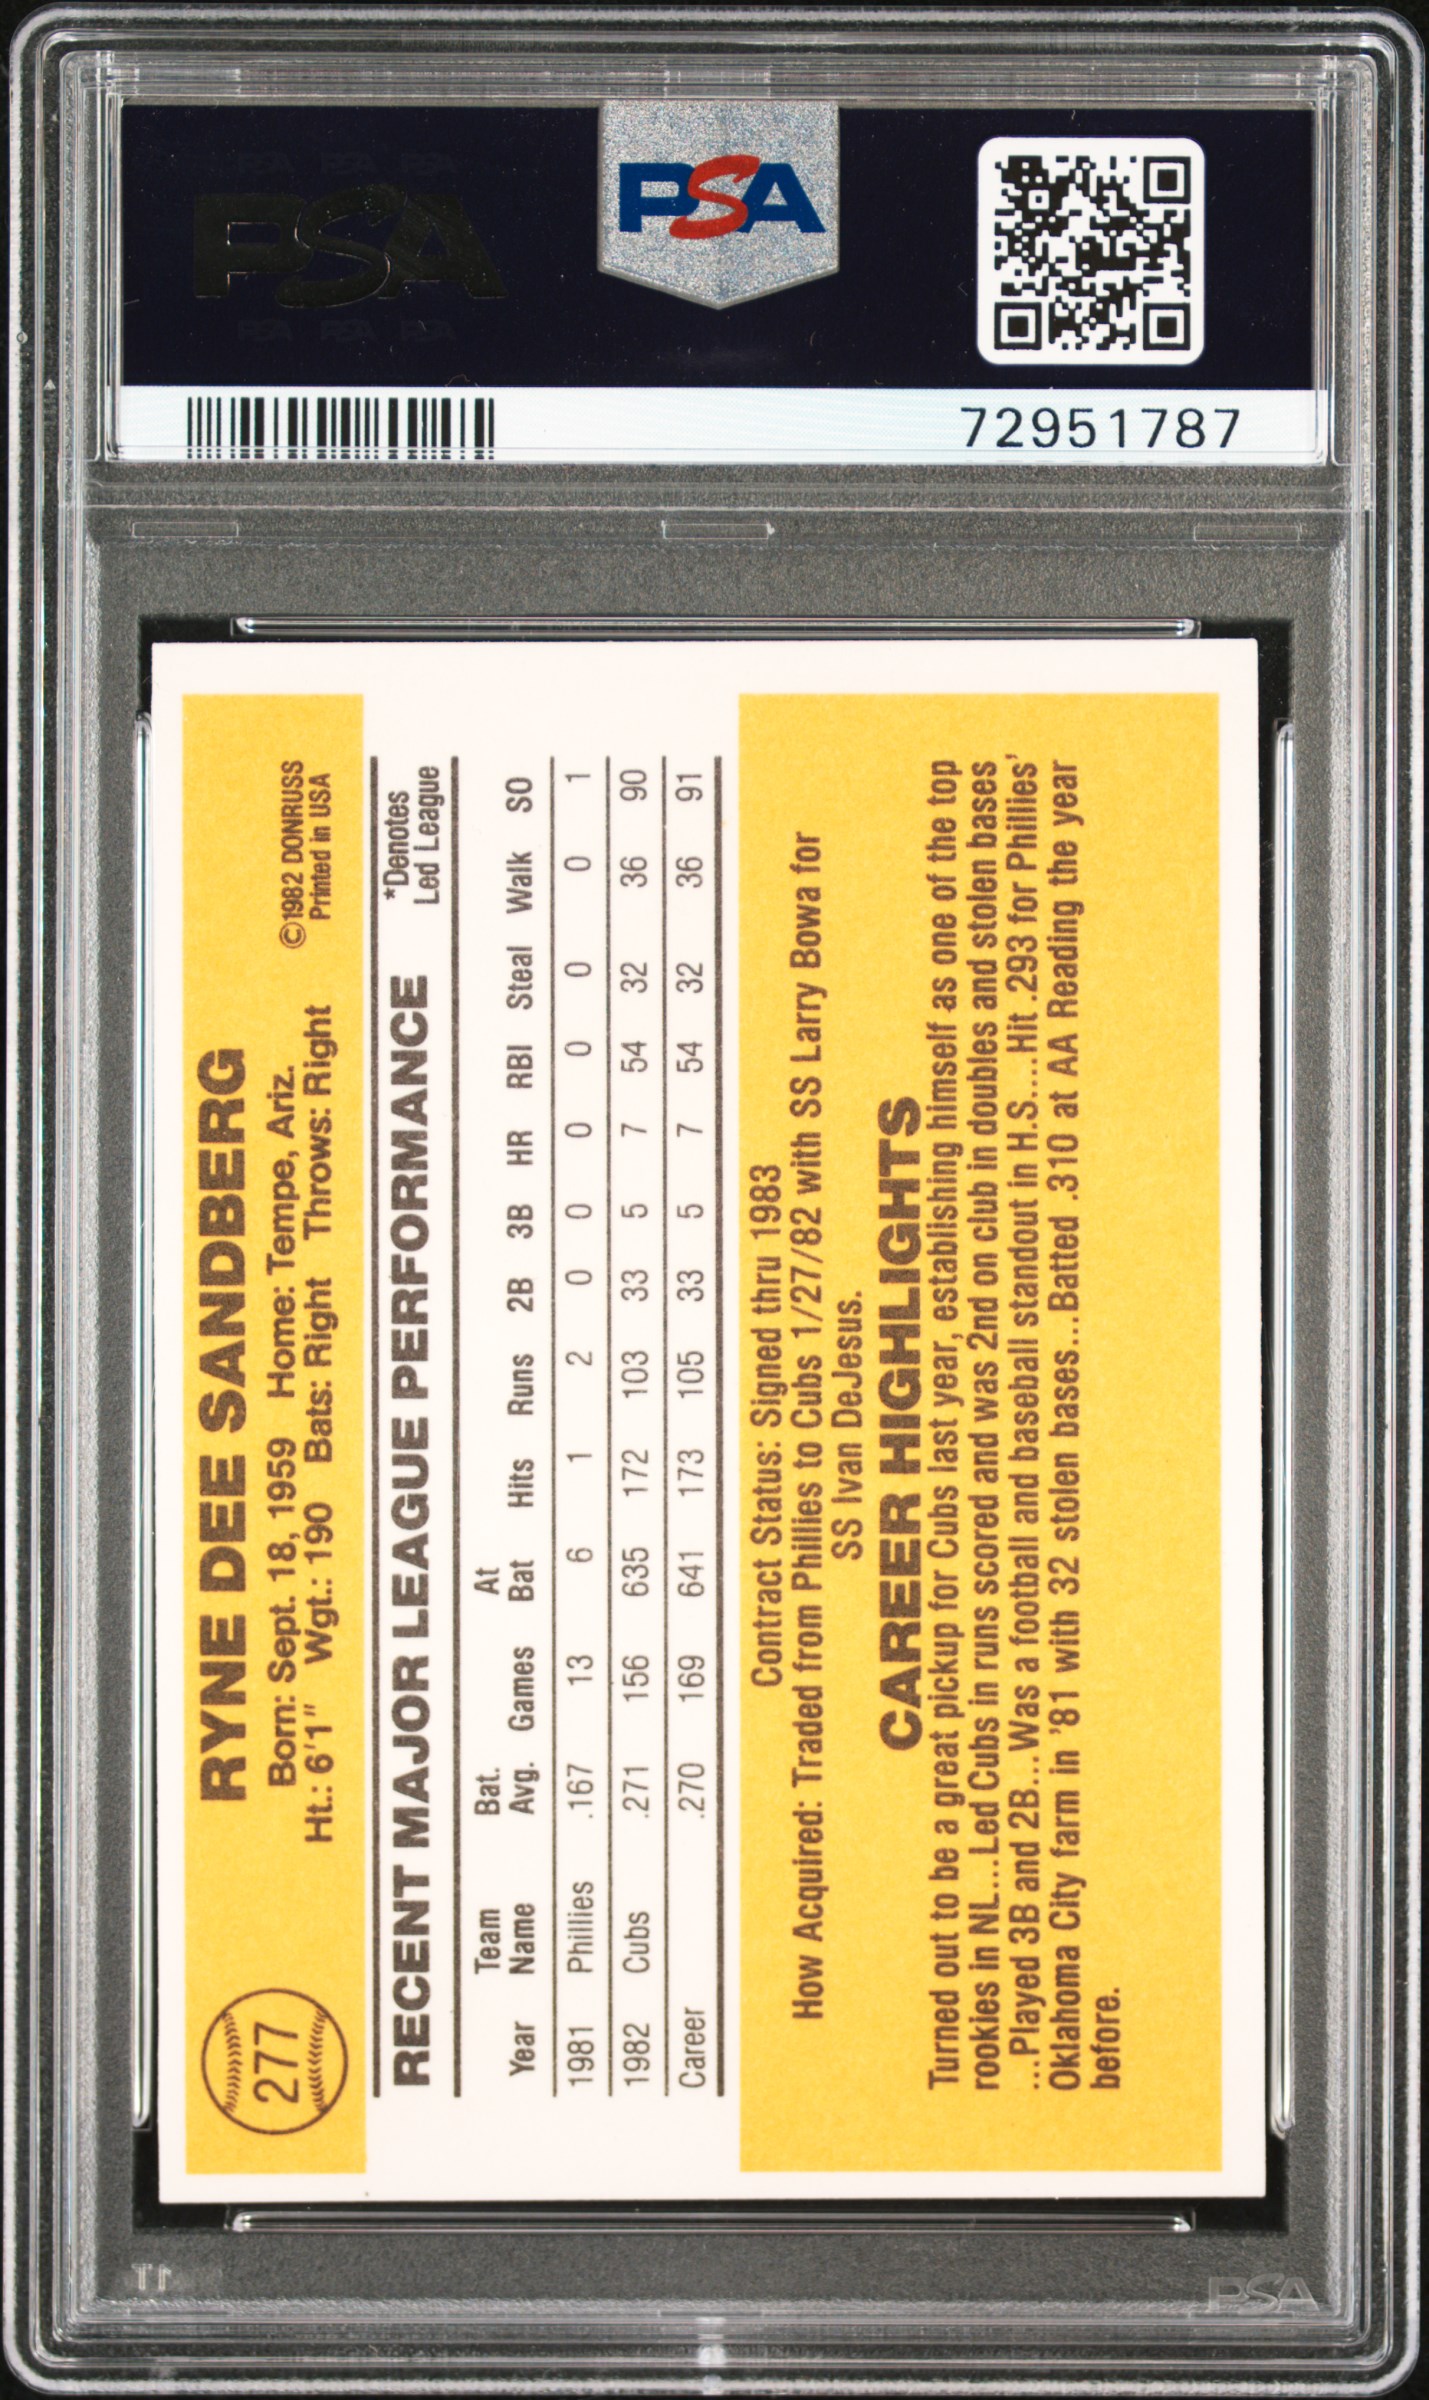 PSA
PSA
72951787
277
RYNE DEE SANDBERG
Born: Sept. 18, 1959 Home: Tempe, Ariz.
Ht.: 6'1" Wgt.: 190 Bats: Right Throws: Right
©1982 DONRUSS
Printed in USA
RECENT MAJOR LEAGUE PERFORMANCE
*Denotes
Led League
Year Team Name Bat. Avg. Games At Bat Hits Runs 2B 3B HR RBI Steal Walk SO
1981 Phillies .167 13 6 1 2 0 0 0 0 0 0 1
1982 Cubs .271 156 635 172 103 33 5 7 54 32 36 90
Career .270 169 641 173 105 33 5 7 54 32 36 91
Contract Status: Signed thru 1983
How Acquired: Traded from Phillies to Cubs 1/27/82 with SS Larry Bowa for
SS Ivan DeJesus.
CAREER HIGHLIGHTS
Turned out to be a great pickup for Cubs last year, establishing himself as one of the top
rookies in NL...Led Cubs in runs scored and was 2nd on club in doubles and stolen bases
...Played 3B and 2B...Was a football and baseball standout in H.S....Hit .293 for Phillies'
Oklahoma City farm in '81 with 32 stolen bases...Batted .310 at AA Reading the year
before.
PSA